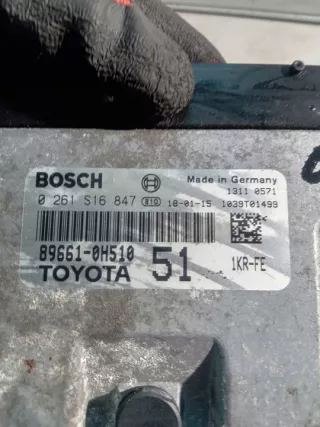 BOSCH Made in Germany
1311 0571
0 261 S16 847 810 18-01-15 1039T01499
89661-0H510
TOYOTA 51 1KR-FE